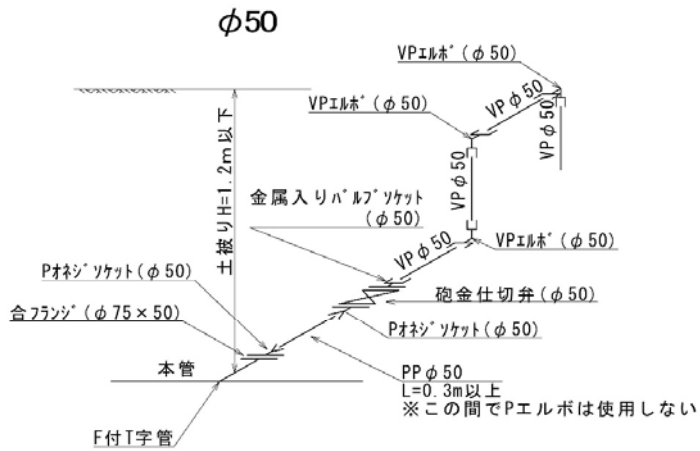 φ50
VPエルボ(φ50)
VPφ50
VPエルボ(φ50)
VPφ50
土被りH=1.2m以下
VPφ50
金属入りバルブソケット
(φ50)
VPエルボ(φ50)
VPφ50
Pオネジソケット(φ50)
砲金仕切弁(φ50)
合フランジ(φ75×50)
Pオネジソケット(φ50)
本管
PPφ50
L=0.3m以上
※この間でPエルボは使用しない
F付T字管